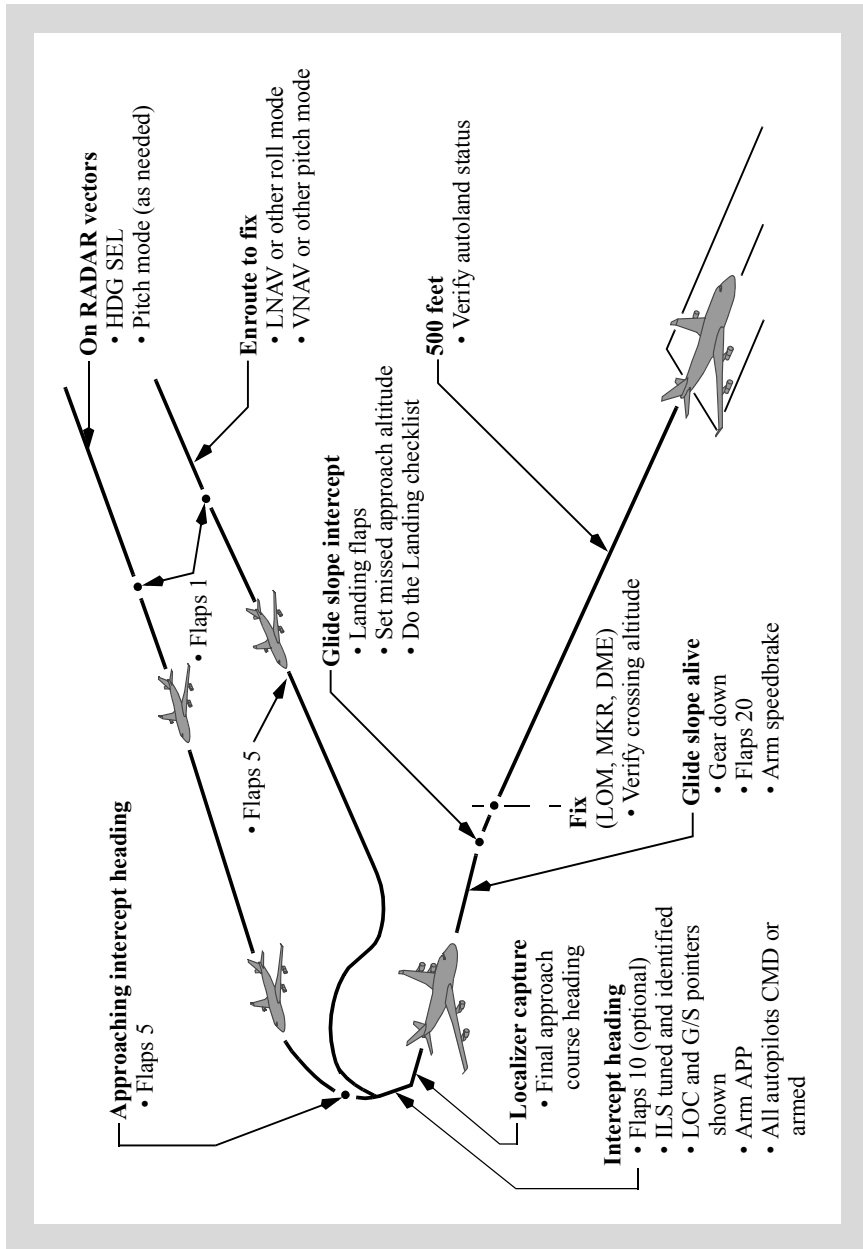 On RADAR vectors
• HDG SEL
• Pitch mode (as needed)
Enroute to fix
• LNAV or other roll mode
• VNAV or other pitch mode
• Flaps 1
• Flaps 5
Approaching intercept heading
• Flaps 5
Intercept heading
• Flaps 10 (optional)
• ILS tuned and identified
• LOC and G/S pointers
shown
• Arm APP
• All autopilots CMD or
armed
Localizer capture
• Final approach
course heading
Glide slope alive
• Gear down
• Flaps 20
• Arm speedbrake
Glide slope intercept
• Landing flaps
• Set missed approach altitude
• Do the Landing checklist
Fix
(LOM, MKR, DME)
• Verify crossing altitude
500 feet
• Verify autoland status